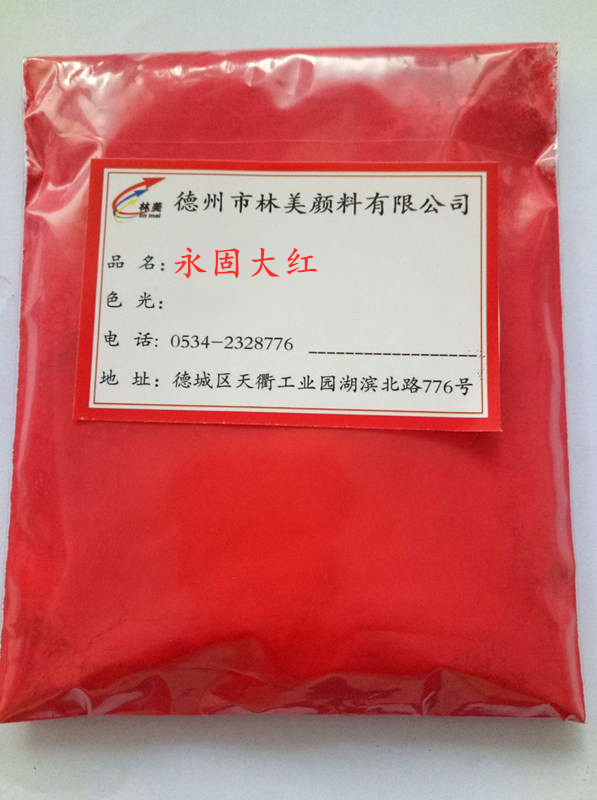 林美
lin mei
德州市林美颜料有限公司
品 名：永固大红
色 光：
电 话：0534-2328776
地 址：德城区天衢工业园湖滨北路776号